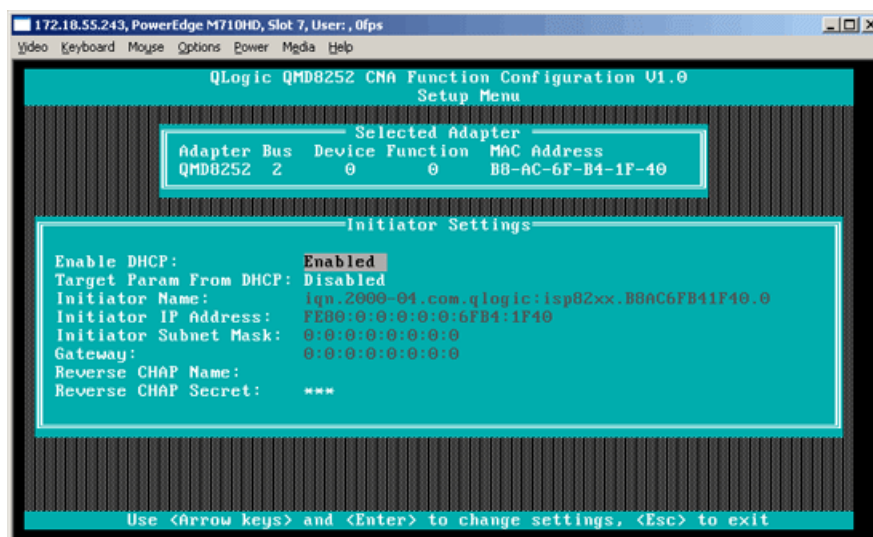 172.18.55.243, PowerEdge M710HD, Slot 7, User: , 0fps
Video Keyboard Mouse Options Power Media Help
QLogic QMD8252 CNA Function Configuration V1.0
Setup Menu
Selected Adapter
Adapter Bus Device Function MAC Address
QMD8252 2 0 0 B8-AC-6F-B4-1F-40
Initiator Settings
Enable DHCP: Enabled
Target Param From DHCP: Disabled
Initiator Name: iqn.2000-04.com.qlogic:isp82xx.B8AC6FB41F40.0
Initiator IP Address: FE80:0:0:0:0:0:6FB4:1F40
Initiator Subnet Mask: 0:0:0:0:0:0:0:0
Gateway: 0:0:0:0:0:0:0:0
Reverse CHAP Name:
Reverse CHAP Secret: ***
Use <Arrow keys> and <Enter> to change settings, <Esc> to exit